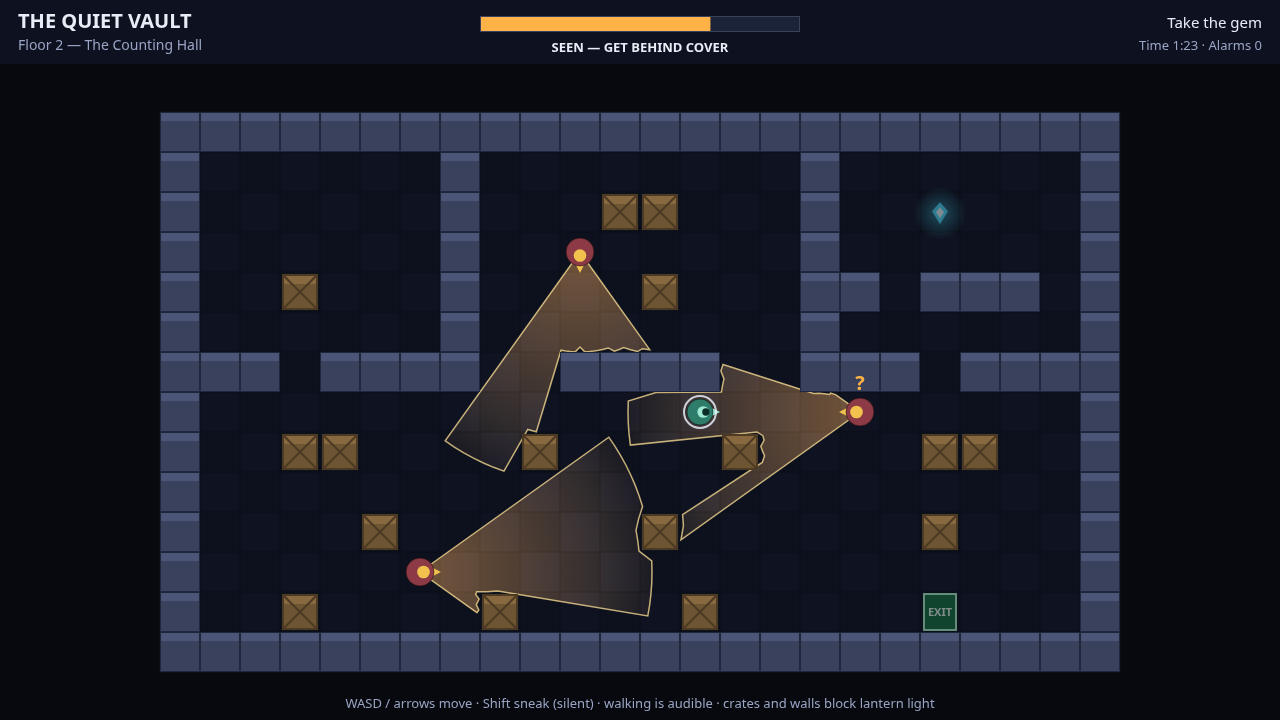 THE QUIET VAULT
Floor 2 — The Counting Hall
SEEN — GET BEHIND COVER
Take the gem
Time 1:23 · Alarms 0
?
EXIT
WASD / arrows move · Shift sneak (silent) · walking is audible · crates and walls block lantern light